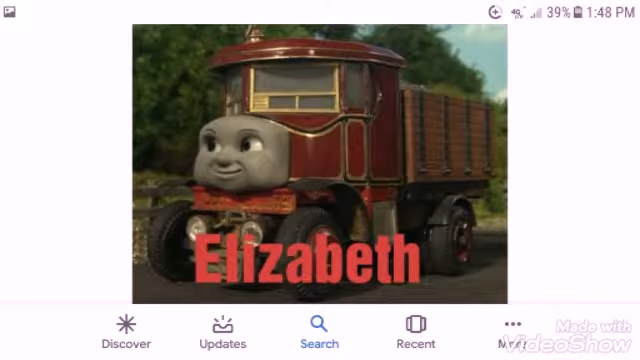 39% 1:48 PM
Elizabeth
Discover
Updates
Search
Recent
Made with
VideoShow